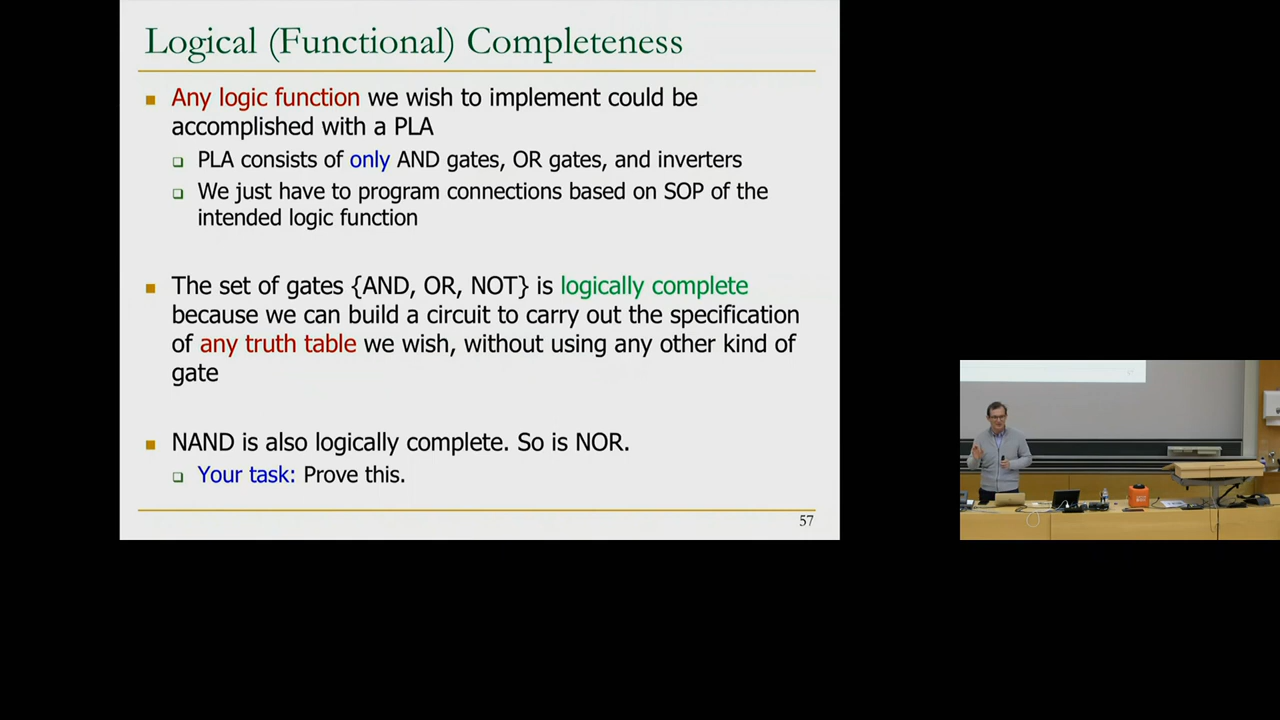 Logical (Functional) Completeness
Any logic function we wish to implement could be
accomplished with a PLA
PLA consists of only AND gates, OR gates, and inverters
We just have to program connections based on SOP of the
intended logic function
The set of gates {AND, OR, NOT} is logically complete
because we can build a circuit to carry out the specification
of any truth table we wish, without using any other kind of
gate
NAND is also logically complete. So is NOR.
Your task: Prove this.
57